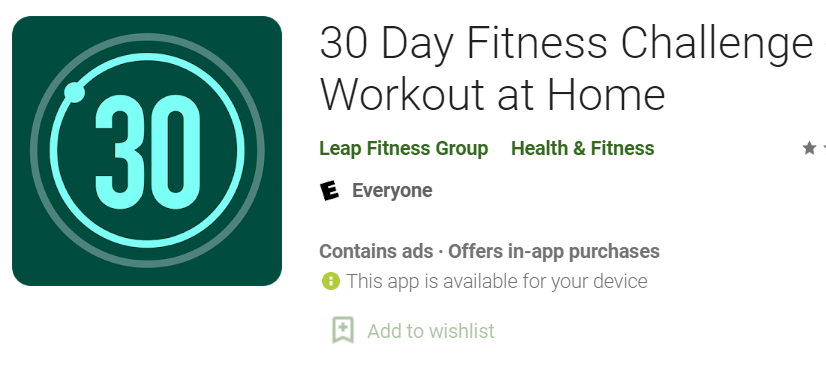 30
30 Day Fitness Challenge
Workout at Home
Leap Fitness Group Health & Fitness
E Everyone
Contains ads · Offers in-app purchases
This app is available for your device
Add to wishlist